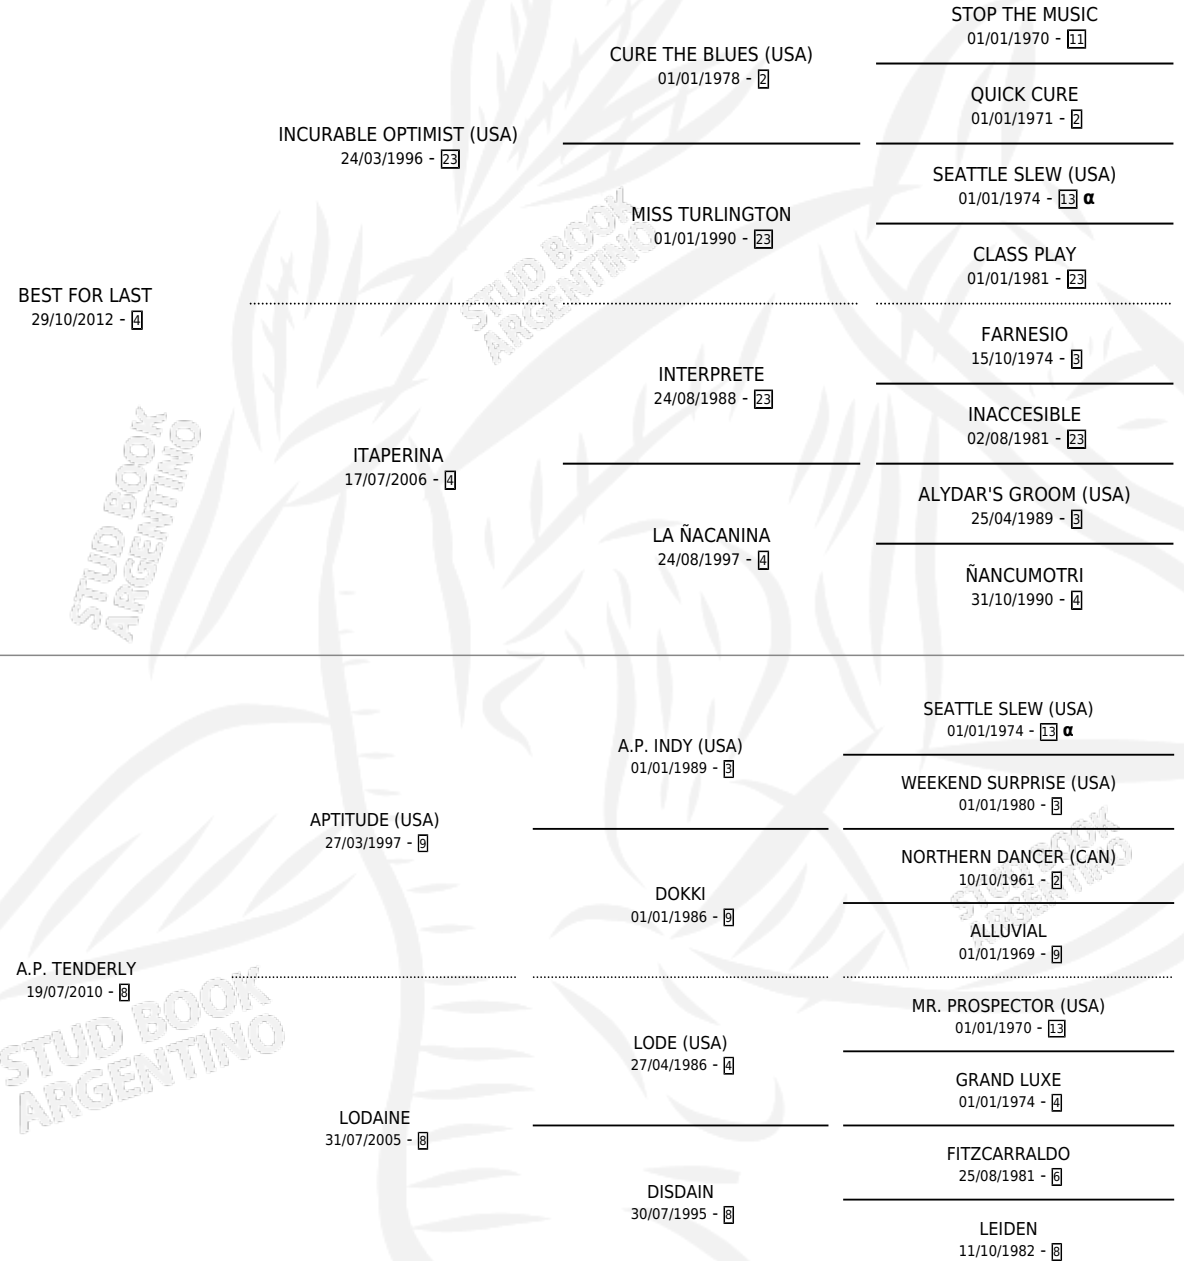 STOP THE MUSIC
01/01/1970 - 11
CURE THE BLUES (USA)
01/01/1978 - 2
QUICK CURE
01/01/1971 - 2
INCURABLE OPTIMIST (USA)
24/03/1996 - 23
SEATTLE SLEW (USA)
01/01/1974 - 13 α
MISS TURLINGTON
01/01/1990 - 23
CLASS PLAY
01/01/1981 - 23
BEST FOR LAST
29/10/2012 - 4
FARNESIO
15/10/1974 - 3
INTERPRETE
24/08/1988 - 23
INACCESIBLE
02/08/1981 - 23
ITAPERINA
17/07/2006 - 4
ALYDAR'S GROOM (USA)
25/04/1989 - 3
LA ÑACANINA
24/08/1997 - 4
ÑANCUMOTRI
31/10/1990 - 4
SEATTLE SLEW (USA)
01/01/1974 - 13 α
A.P. INDY (USA)
01/01/1989 - 3
WEEKEND SURPRISE (USA)
01/01/1980 - 3
APTITUDE (USA)
27/03/1997 - 9
NORTHERN DANCER (CAN)
10/10/1961 - 2
DOKKI
01/01/1986 - 9
ALLUVIAL
01/01/1969 - 9
A.P. TENDERLY
19/07/2010 - 8
MR. PROSPECTOR (USA)
01/01/1970 - 13
LODE (USA)
27/04/1986 - 4
GRAND LUXE
01/01/1974 - 4
LODAINE
31/07/2005 - 8
FITZCARRALDO
25/08/1981 - 6
DISDAIN
30/07/1995 - 8
LEIDEN
11/10/1982 - 8
STUD BOOK
ARGENTINO
STUD BOOK
ARGENTINO
STUD BOOK
ARGENTINO
STUD BOOK
ARGENTINO